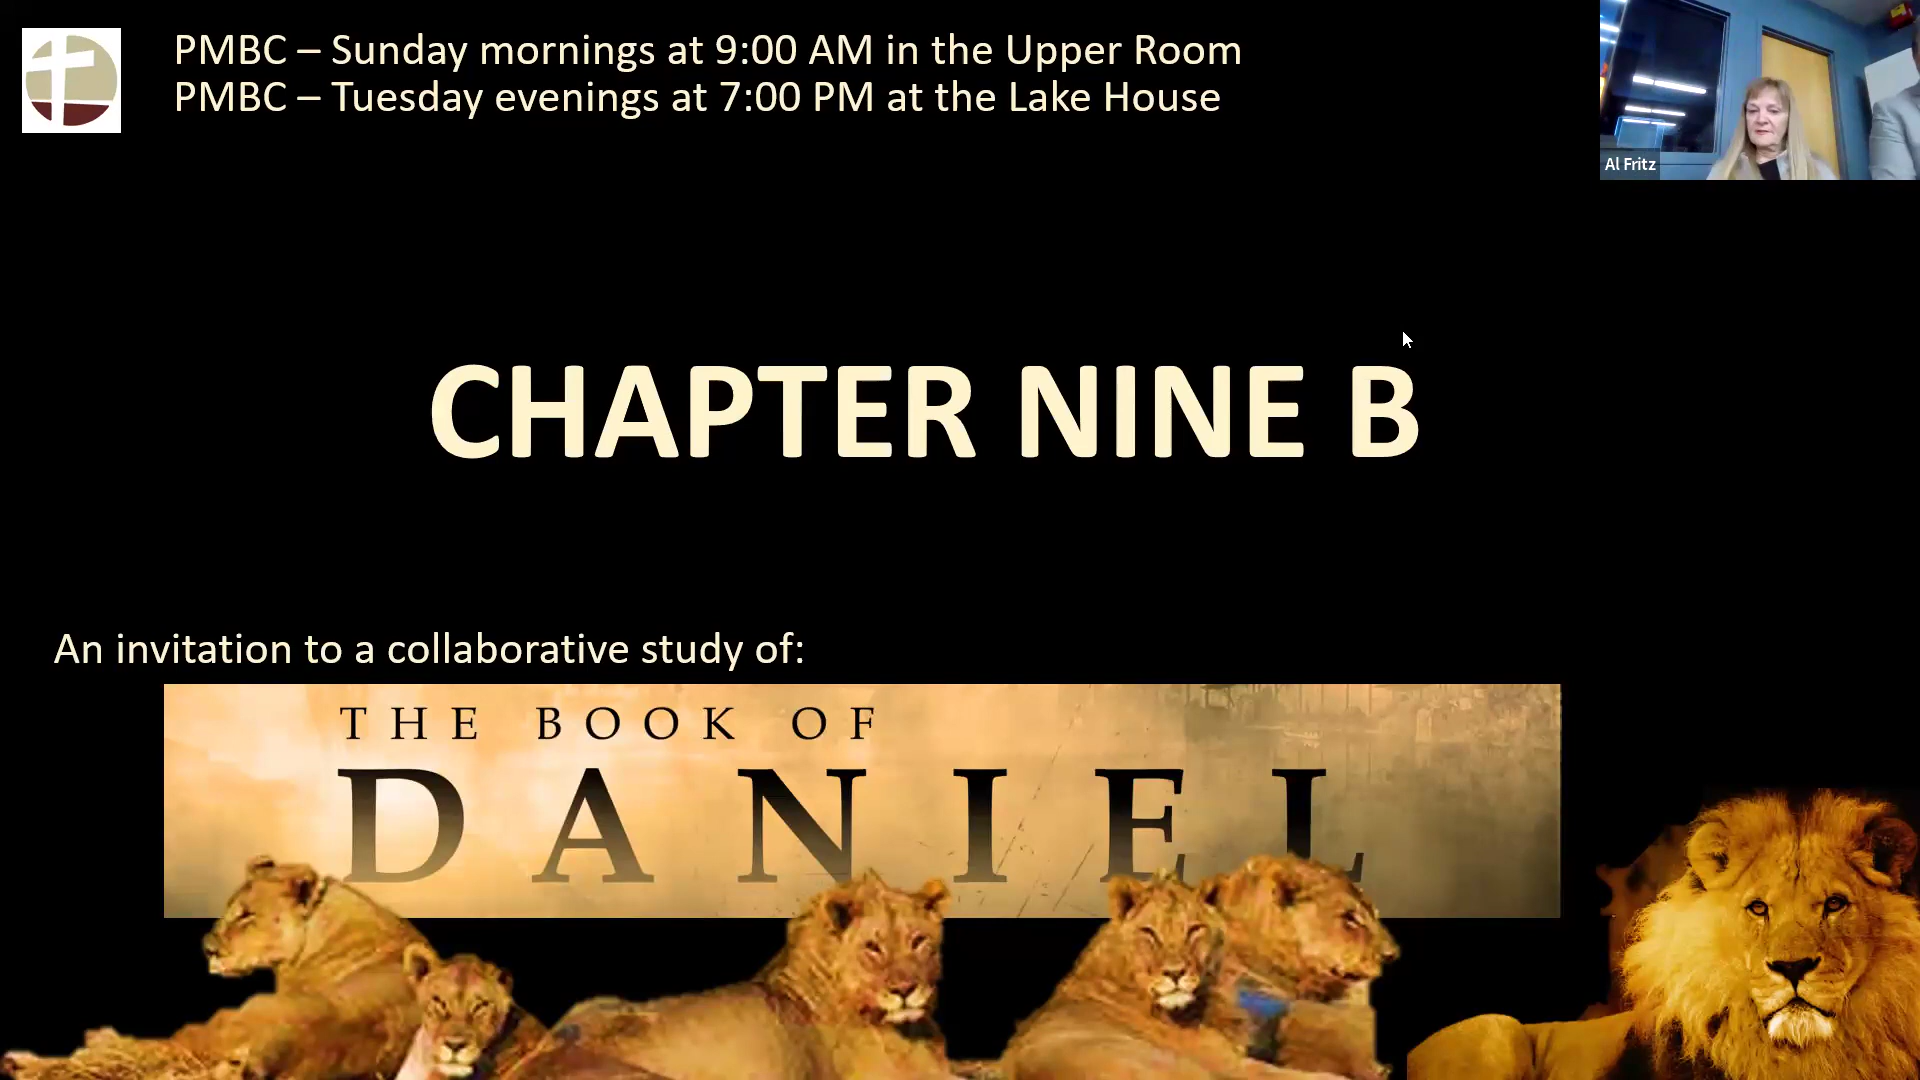 PMBC – Sunday mornings at 9:00 AM in the Upper Room
PMBC – Tuesday evenings at 7:00 PM at the Lake House
Al Fritz
CHAPTER NINE B
An invitation to a collaborative study of:
THE BOOK OF
DANIEL